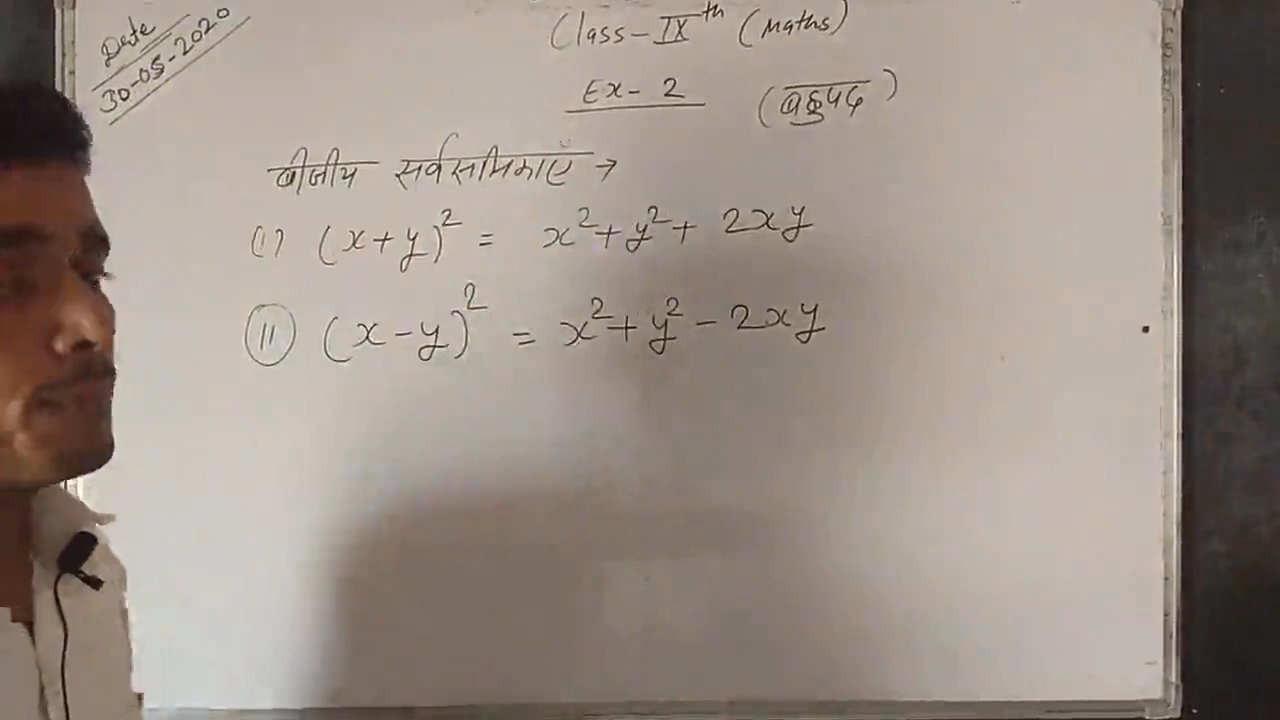 Date
30-05-2020
Class-IXth (Maths)
Ex-2 (बहुपद)
बीजीय सर्वसमिकाएँ →
(i) (x+y)² = x²+y²+ 2xy
(ii) (x-y)² = x²+y²-2xy